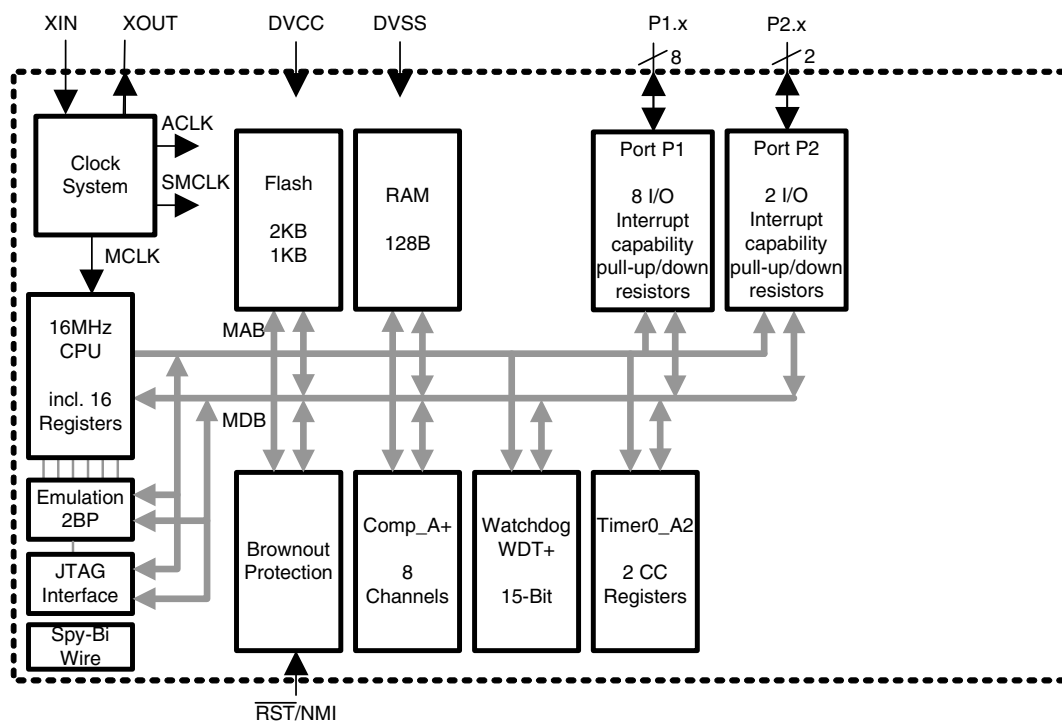 XIN
XOUT
DVCC
DVSS
P1.x
P2.x
8
2
Clock
System
ACLK
SMCLK
MCLK
Flash
2KB
1KB
RAM
128B
Port P1
8 I/O
Interrupt
capability
pull-up/down
resistors
Port P2
2 I/O
Interrupt
capability
pull-up/down
resistors
16MHz
CPU
incl. 16
Registers
MAB
MDB
Emulation
2BP
JTAG
Interface
Spy-Bi
Wire
Brownout
Protection
Comp_A+
8
Channels
Watchdog
WDT+
15-Bit
Timer0_A2
2 CC
Registers
RST/NMI